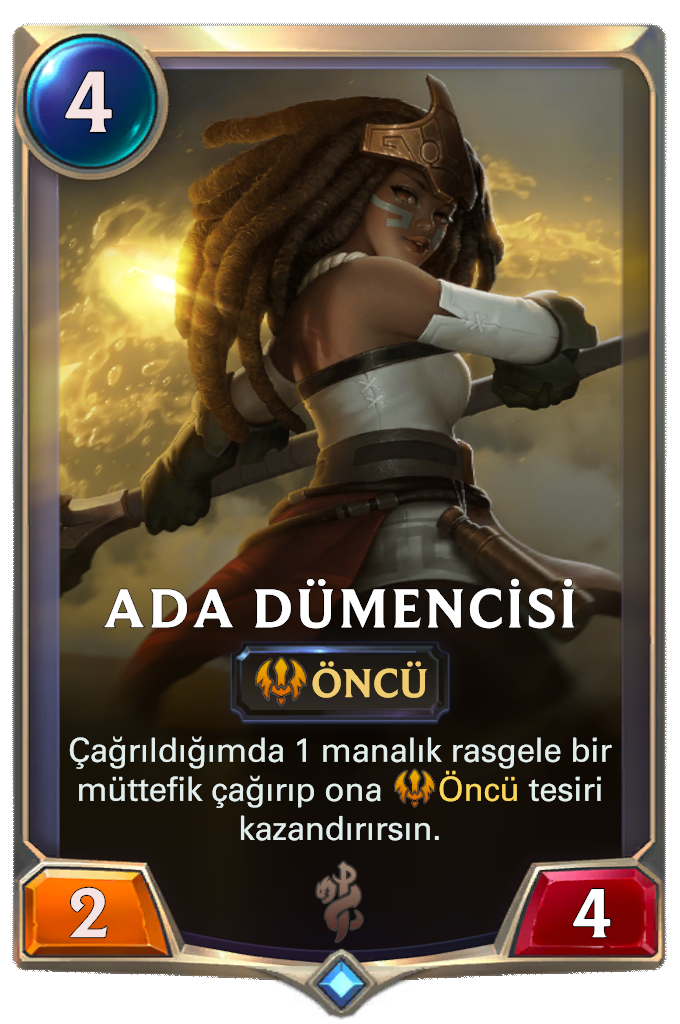 4
ADA DÜMENCİSİ
ÖNCÜ
Çağrıldığımda 1 manalık rasgele bir
müttefik çağırıp ona Öncü tesiri
kazandırırsın.
2
4